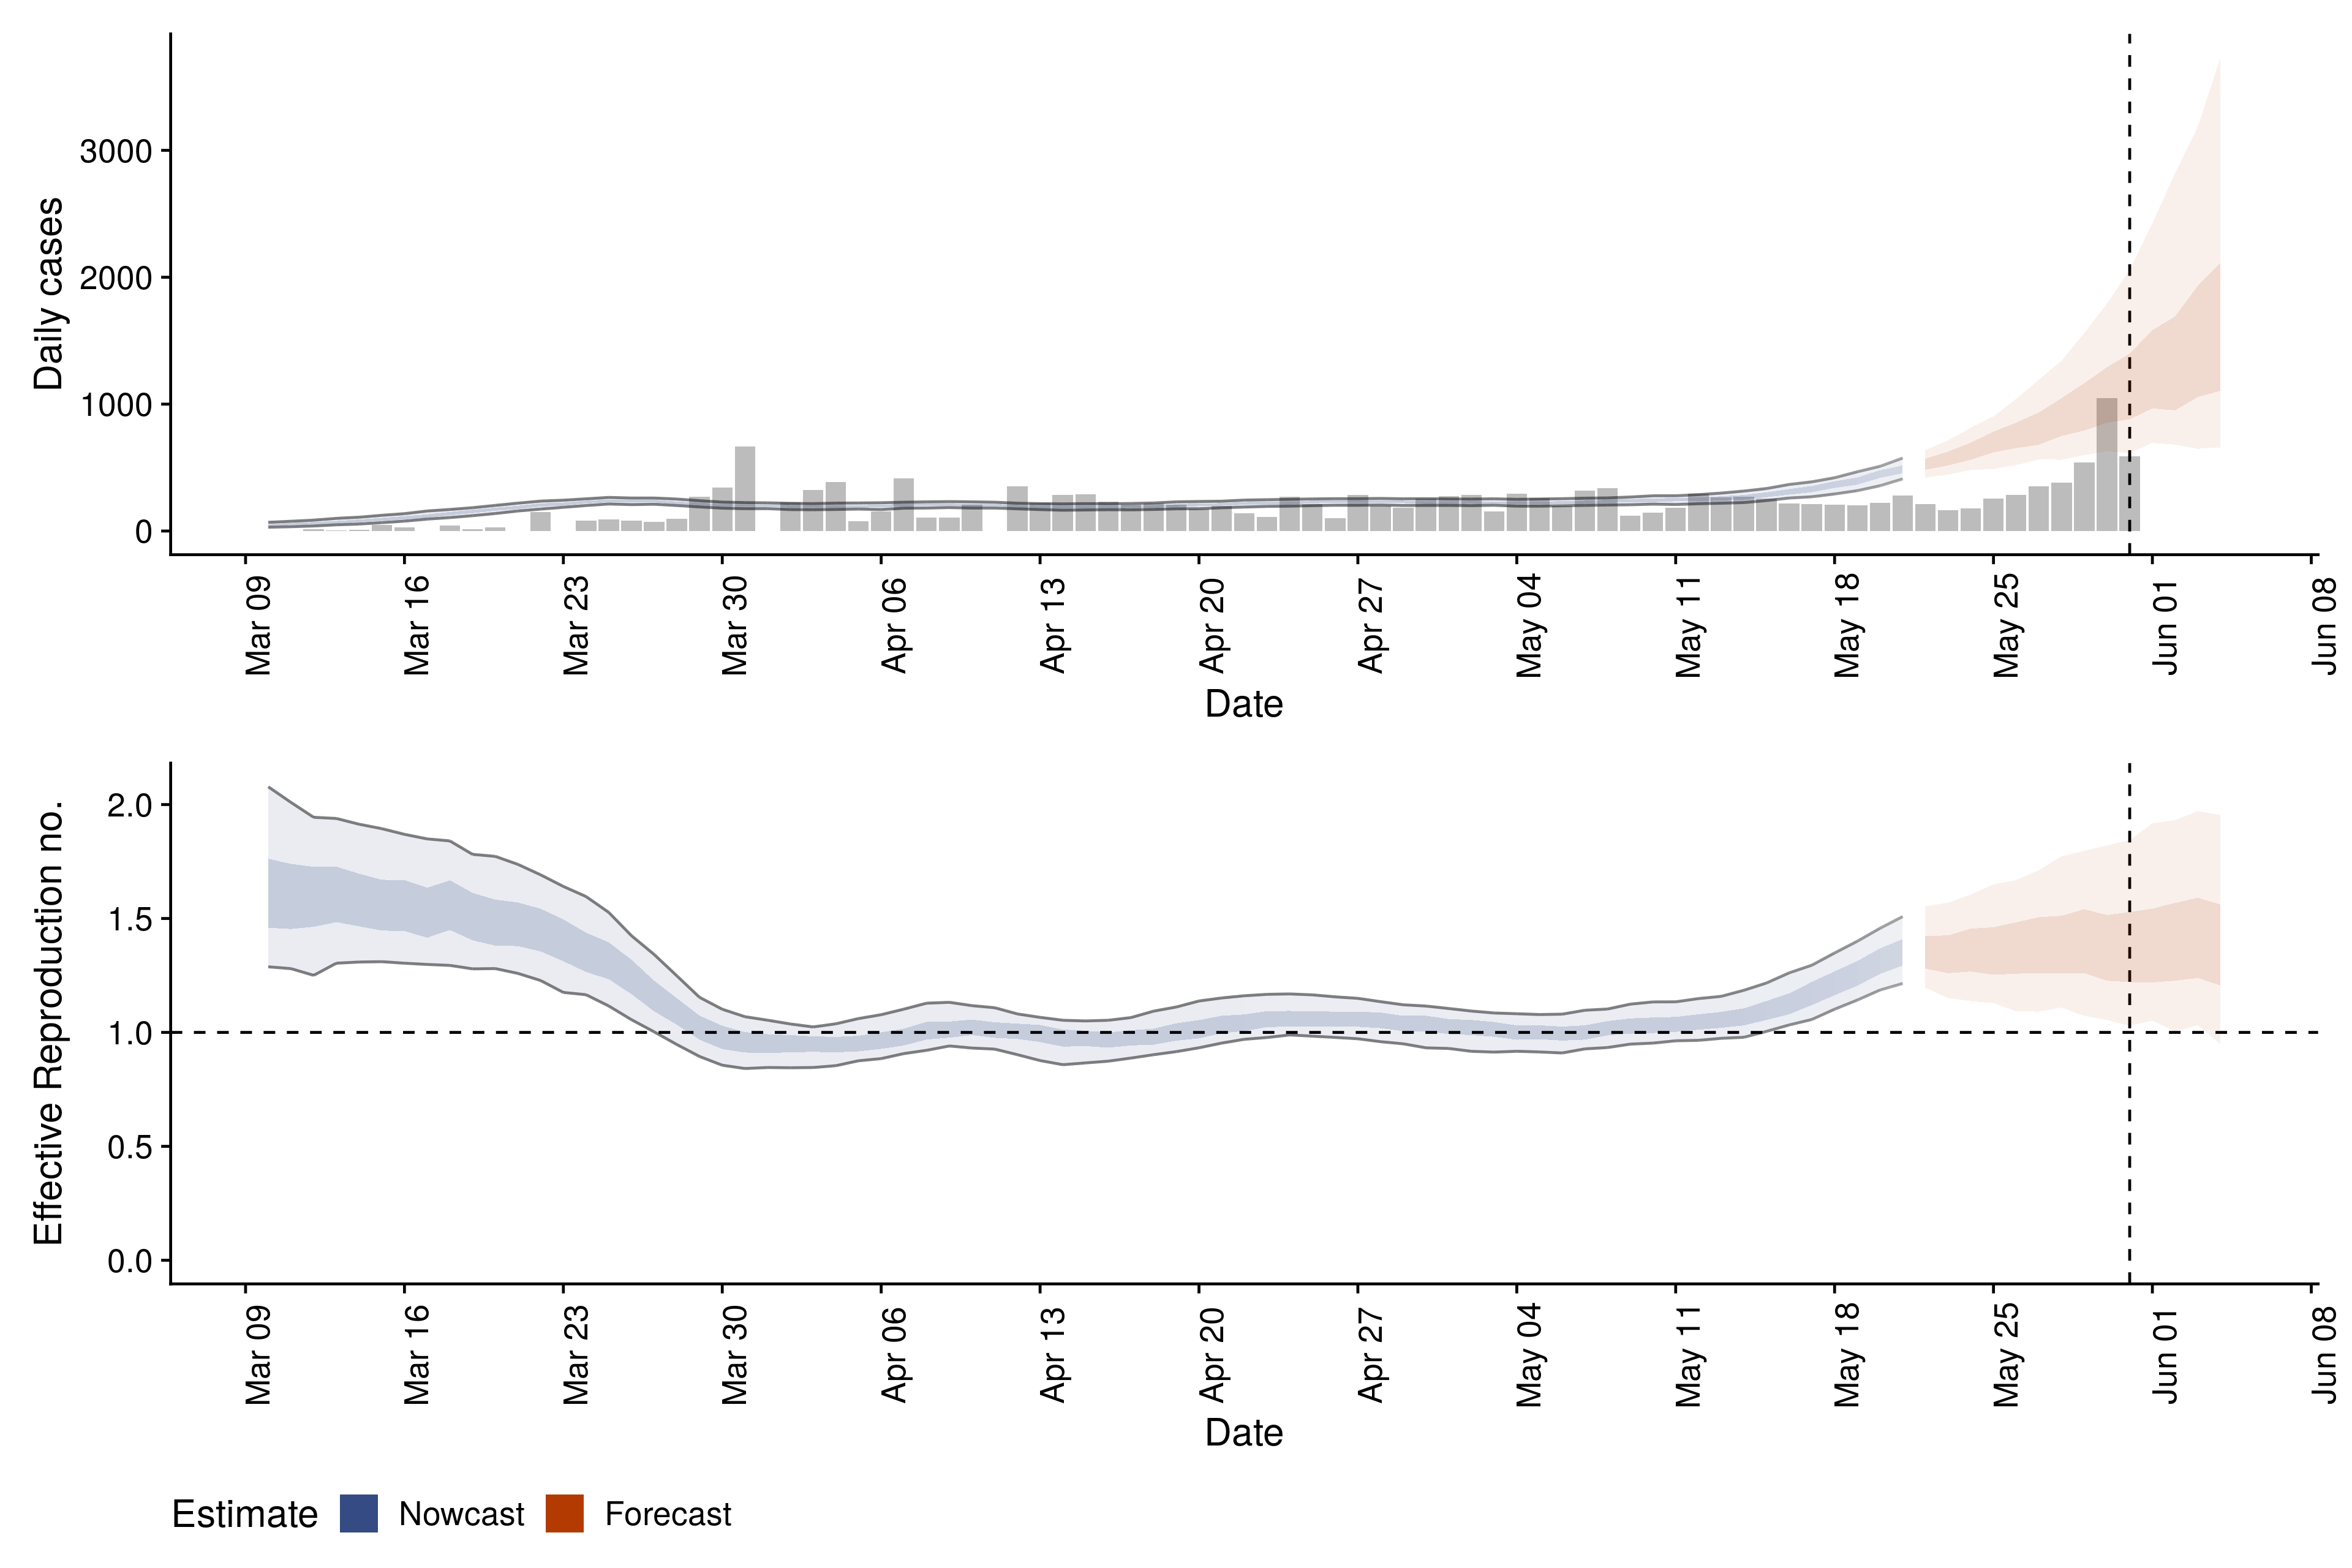 Daily cases
3000
2000
1000
0
Mar 09
Mar 16
Mar 23
Mar 30
Apr 06
Apr 13
Apr 20
Apr 27
May 04
May 11
May 18
May 25
Jun 01
Jun 08
Date
Effective Reproduction no.
2.0
1.5
1.0
0.5
0.0
Mar 09
Mar 16
Mar 23
Mar 30
Apr 06
Apr 13
Apr 20
Apr 27
May 04
May 11
May 18
May 25
Jun 01
Jun 08
Date
Estimate Nowcast Forecast